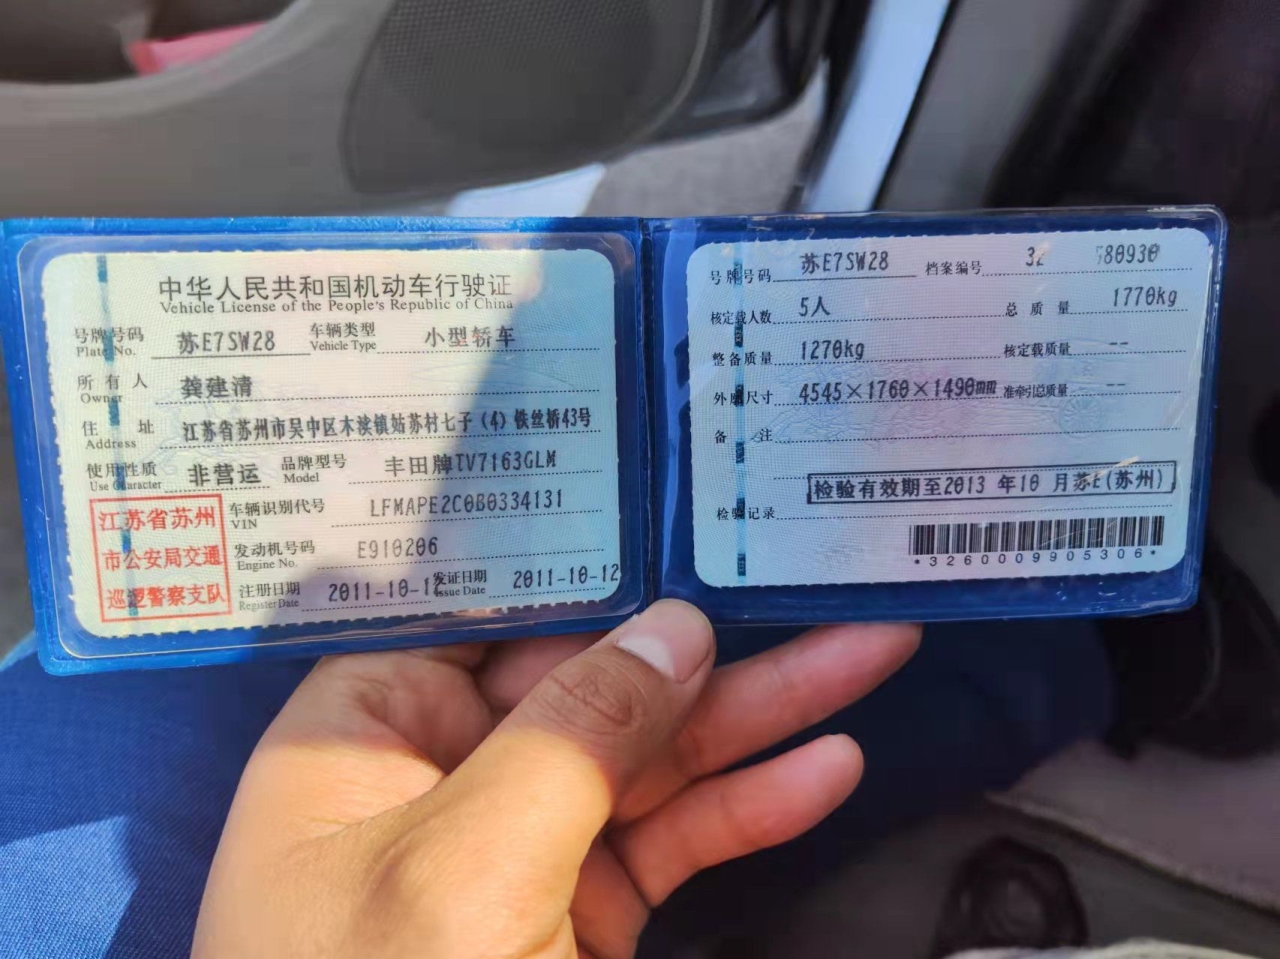 中华人民共和国机动车行驶证
Vehicle License of the People's Republic of China
号牌号码 苏E7SW28 车辆类型 小型轿车
Plate No. Vehicle Type
所有人 龚建清
Owner
住址 江苏省苏州市吴中区木渎镇姑苏村七子(4)铁丝桥43号
Address
使用性质 非营运 品牌型号 丰田牌TV7163GLM
Use Character Model
江苏省苏州
市公安局交通
巡逻警察支队
车辆识别代号 LFMAPE2C0B0334131
VIN
发动机号码 E910206
Engine No.
注册日期 2011-10-12 发证日期 2011-10-12
Register Date Issue Date
号牌号码 苏E7SW28 档案编号 32 580930
核定载人数 5人 总质量 1770kg
整备质量 1270kg 核定载质量 --
外廓尺寸 4545×1760×1490mm 准牵引总质量 --
备注
检验有效期至2013 年10 月苏E(苏州)
检验记录
*3260009905306*